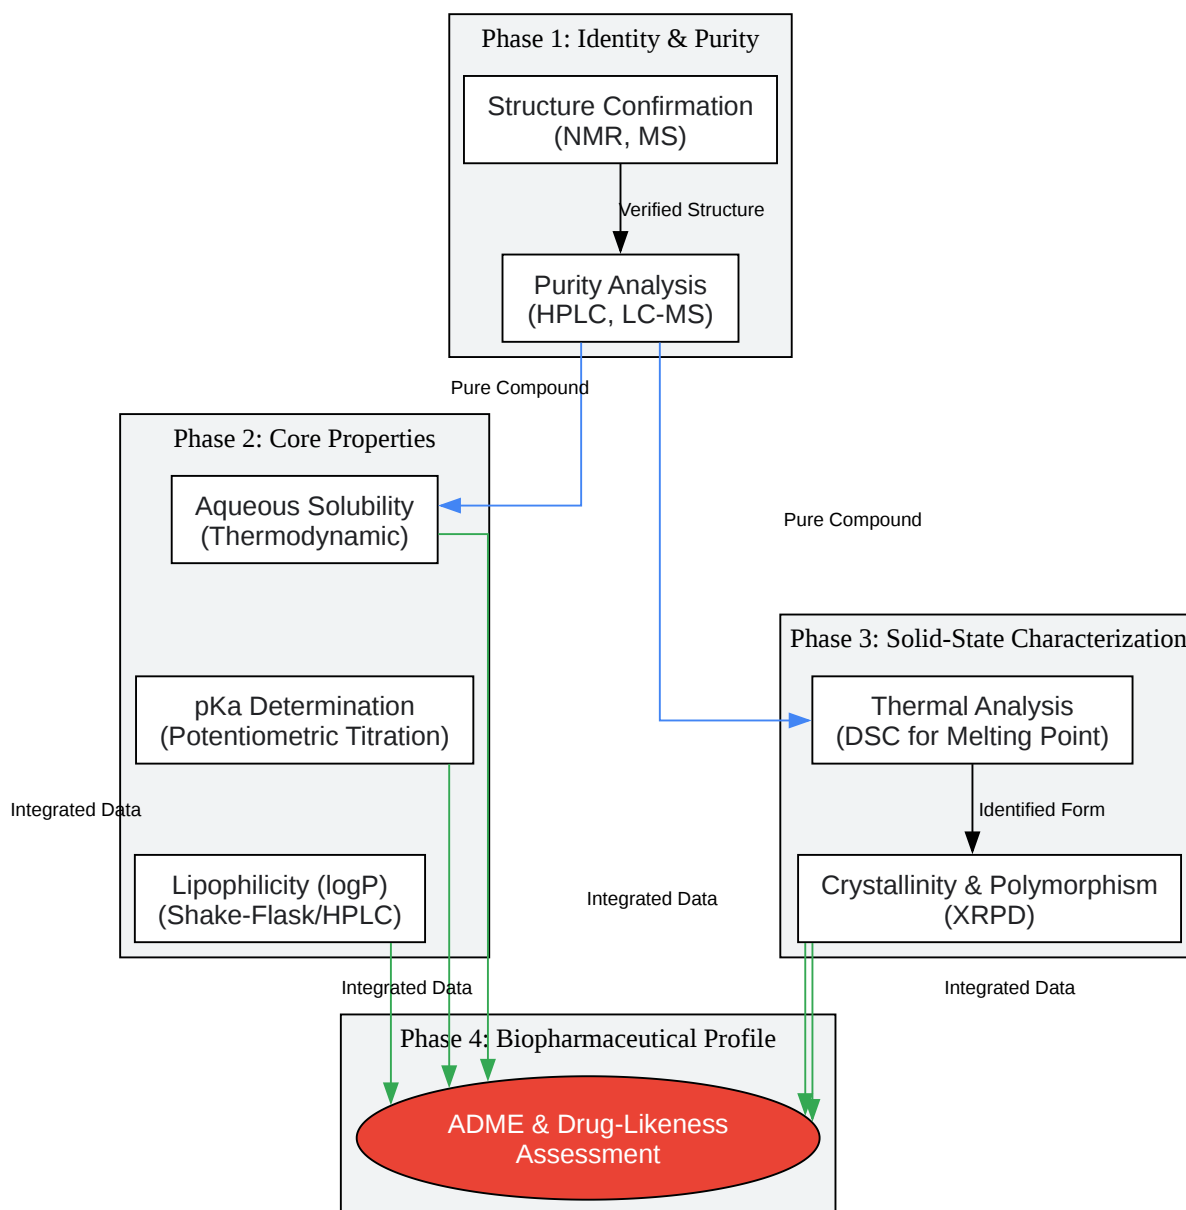 Phase 1: Identity & Purity
Structure Confirmation
(NMR, MS)
Verified Structure
Purity Analysis
(HPLC, LC-MS)
Pure Compound
Phase 2: Core Properties
Aqueous Solubility
(Thermodynamic)
Pure Compound
Phase 3: Solid-State Characterization
pKa Determination
(Potentiometric Titration)
Thermal Analysis
(DSC for Melting Point)
Integrated Data
Identified Form
Lipophilicity (logP)
(Shake-Flask/HPLC)
Integrated Data
Crystallinity & Polymorphism
(XRPD)
Integrated Data
Integrated Data
Phase 4: Biopharmaceutical Profile
ADME & Drug-Likeness
Assessment